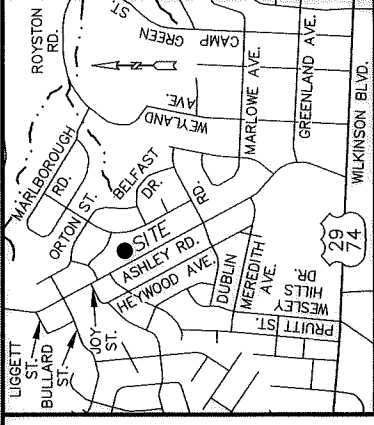 ROYSTON
RD.
CAMP
GREEN
ST.
WEYLAND
AVE.
MARLOWE AVE.
GREENLAND AVE.
WILKINSON BLVD.
MARLBOROUGH
RD.
ORTON ST.
BELFAST
DR.
RD.
SITE
ASHLEY RD.
HEYWOOD AVE.
DUBLIN
MEREDITH
AVE.
WESLEY
HILLS
DR.
PRUITT ST.
29
74
LIGGETT
ST.
BULLARD
ST.
JOY
ST.
N